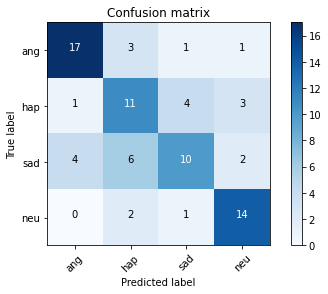 Confusion matrix
ang 17 3 1 1
hap 1 11 4 3
sad 4 6 10 2
neu 0 2 1 14
ang hap sad neu
True label
Predicted label
16
14
12
10
8
6
4
2
0